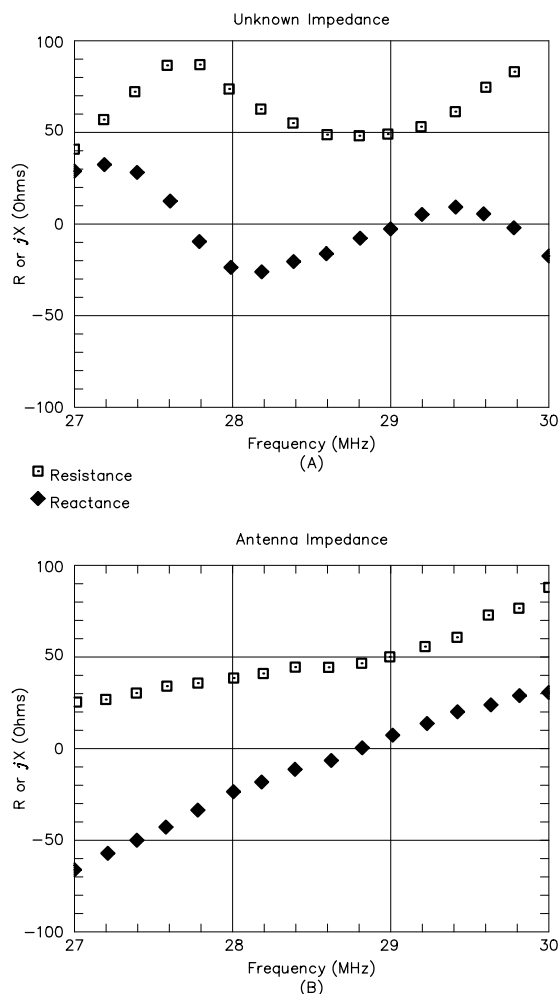 Unknown Impedance
100
50
0
−50
−100
R or jX (Ohms)
27
28
29
30
Frequency (MHz)
(A)
Resistance
Reactance
Antenna Impedance
100
50
0
−50
−100
R or jX (Ohms)
27
28
29
30
Frequency (MHz)
(B)